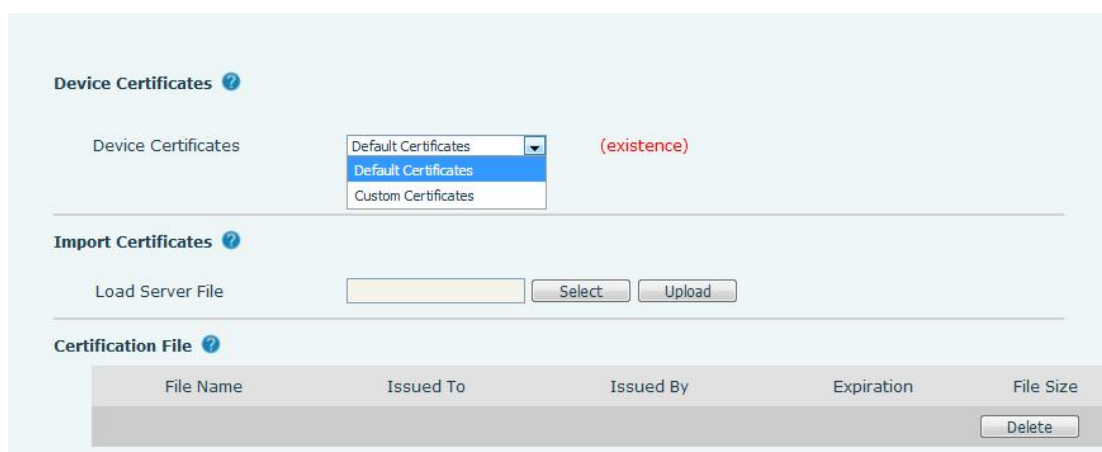 Device Certificates
Device Certificates Default Certificates (existence)
Default Certificates
Custom Certificates
Import Certificates
Load Server File Select Upload
Certification File
File Name Issued To Issued By Expiration File Size
Delete